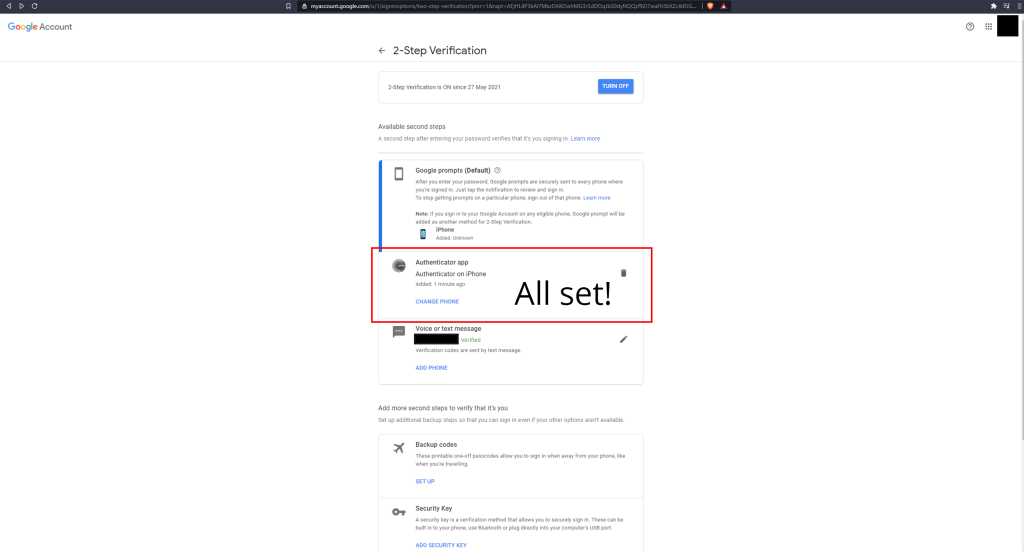 myaccount.google.com/u/1/signinoptions/two-step-verification?pmr=1&rapt=
Google Account
2-Step Verification
2-Step Verification is ON since 27 May 2021
TURN OFF
Available second steps
A second step after entering your password verifies that it's you signing in. Learn more
Google prompts (Default)
After you enter your password, Google prompts are securely sent to every phone where
you're signed in. Just tap the notification to review and sign in.
To stop getting prompts on a particular phone, sign out of that phone. Learn more
Note: If you sign in to your Google Account on any eligible phone, Google prompt will be
added as another method for 2-Step Verification.
iPhone
Added: Unknown
Authenticator app
Authenticator on iPhone
Added: 1 minute ago
All set!
CHANGE PHONE
Voice or text message
Verified
Verification codes are sent by text message.
ADD PHONE
Add more second steps to verify that it's you
Set up additional backup steps so that you can sign in even if your other options aren't available.
Backup codes
These printable one-off passcodes allow you to sign in when away from your phone, like
when you're travelling.
SET UP
Security Key
A security key is a verification method that allows you to securely sign in. These can be
built in to your phone, use Bluetooth or plug directly into your computer's USB port.
ADD SECURITY KEY